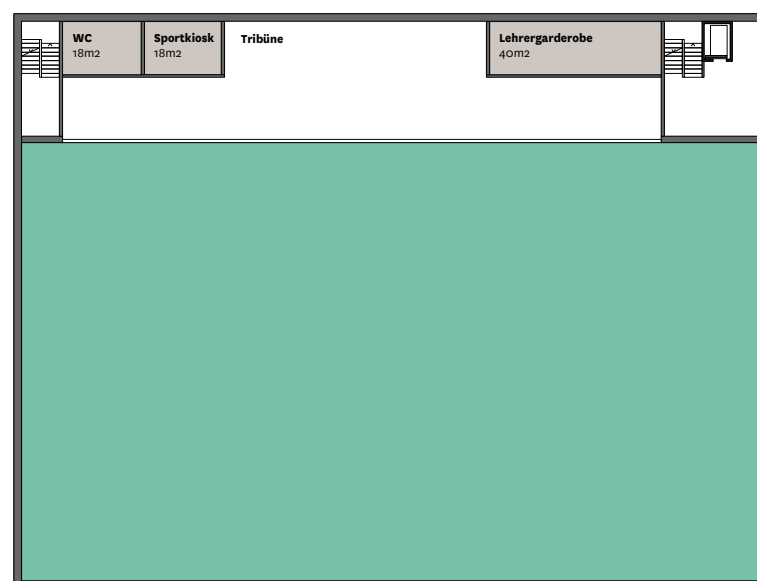 WC
18m2
Sportkiosk
18m2
Tribüne
Lehrergarderobe
40m2